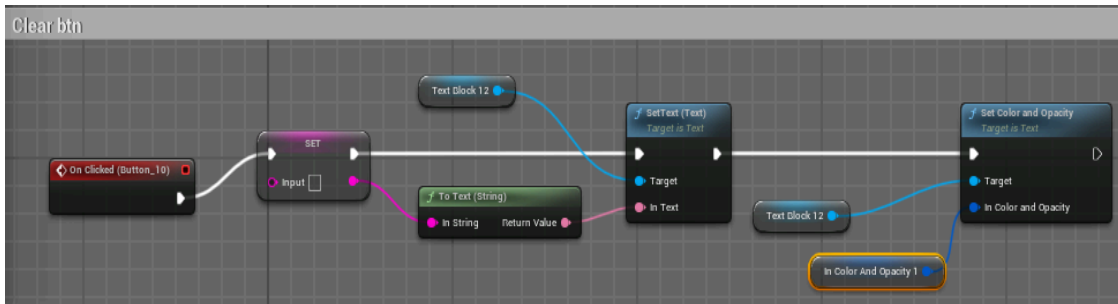 Clear btn
On Clicked (Button_10)
SET
Input
Text Block 12
f To Text (String)
In String
Return Value
f SetText (Text)
Target is Text
Target
In Text
Text Block 12
In Color And Opacity 1
f Set Color and Opacity
Target is Text
Target
In Color and Opacity